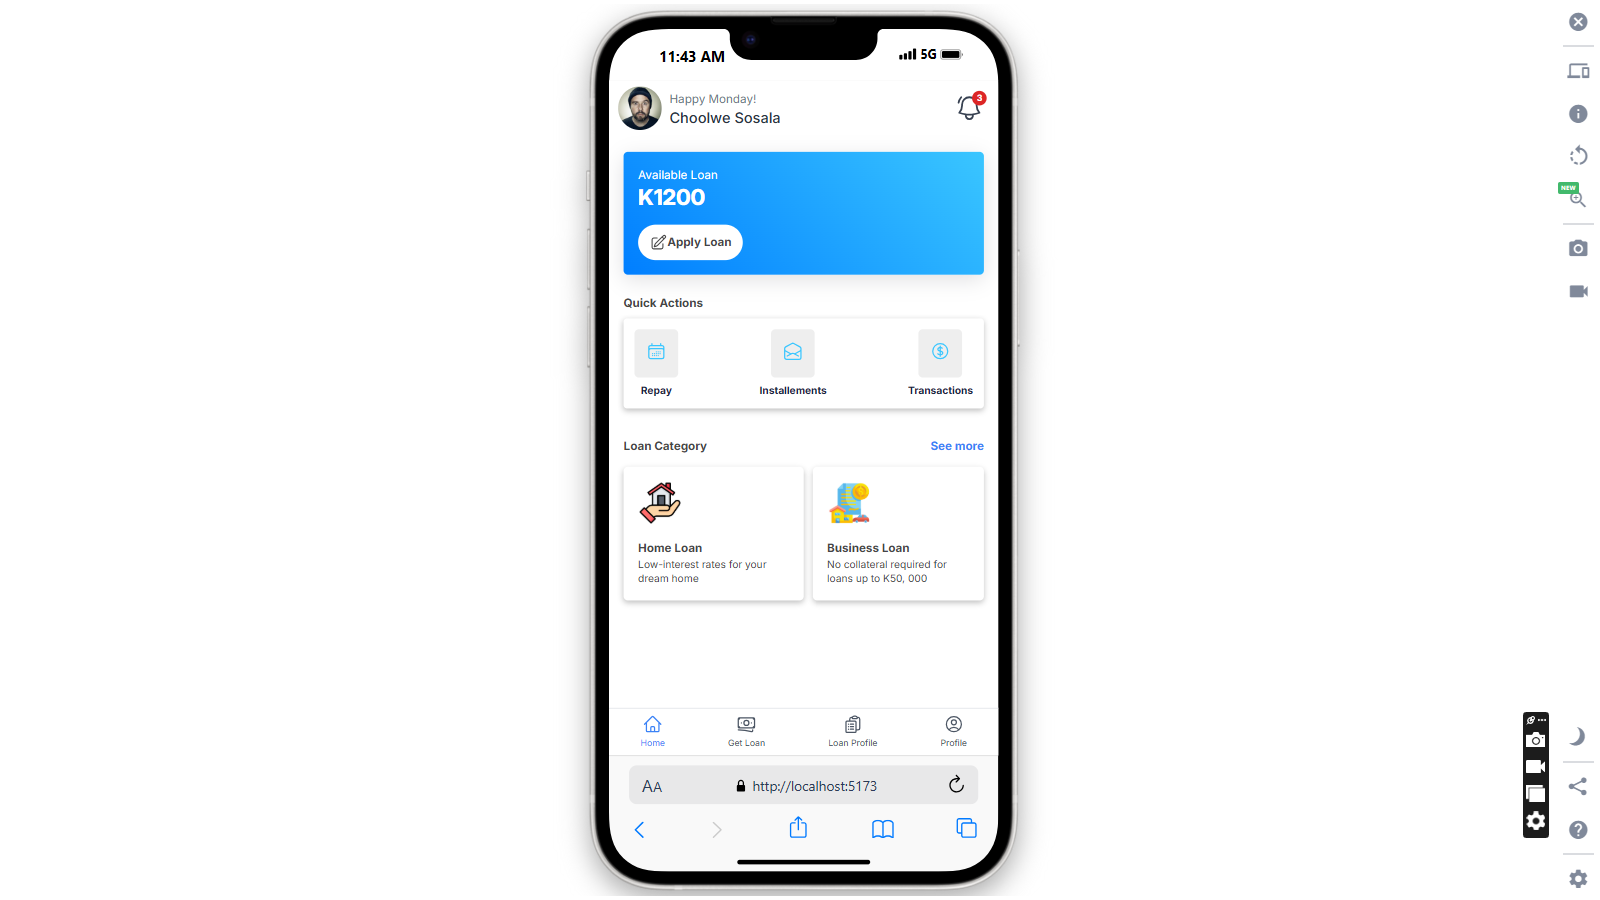 11:43 AM
5G
Happy Monday!
3
Choolwe Sosala
Available Loan
K1200
Apply Loan
Quick Actions
Repay
Installements
Transactions
Loan Category
See more
Home Loan
Low-interest rates for your
dream home
Business Loan
No collateral required for
loans up to K50, 000
Home
Get Loan
Loan Profile
Profile
AA
http://localhost:5173
NEW